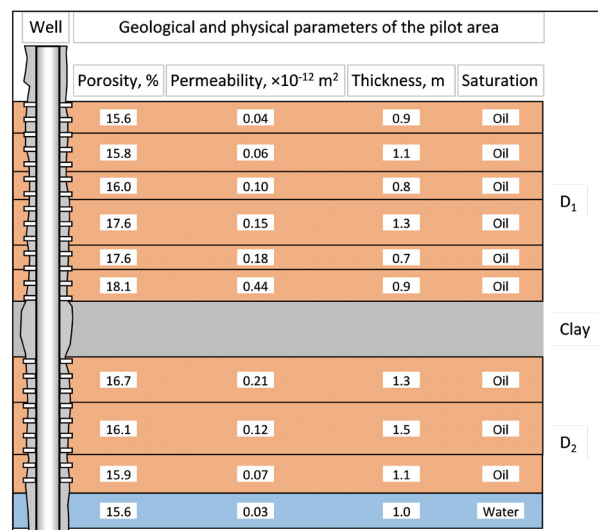 Well Geological and physical parameters of the pilot area
Porosity, % Permeability, ×10⁻¹² m² Thickness, m Saturation
15.6 0.04 0.9 Oil
15.8 0.06 1.1 Oil
16.0 0.10 0.8 Oil
D₁
17.6 0.15 1.3 Oil
17.6 0.18 0.7 Oil
18.1 0.44 0.9 Oil
Clay
16.7 0.21 1.3 Oil
16.1 0.12 1.5 Oil
D₂
15.9 0.07 1.1 Oil
15.6 0.03 1.0 Water